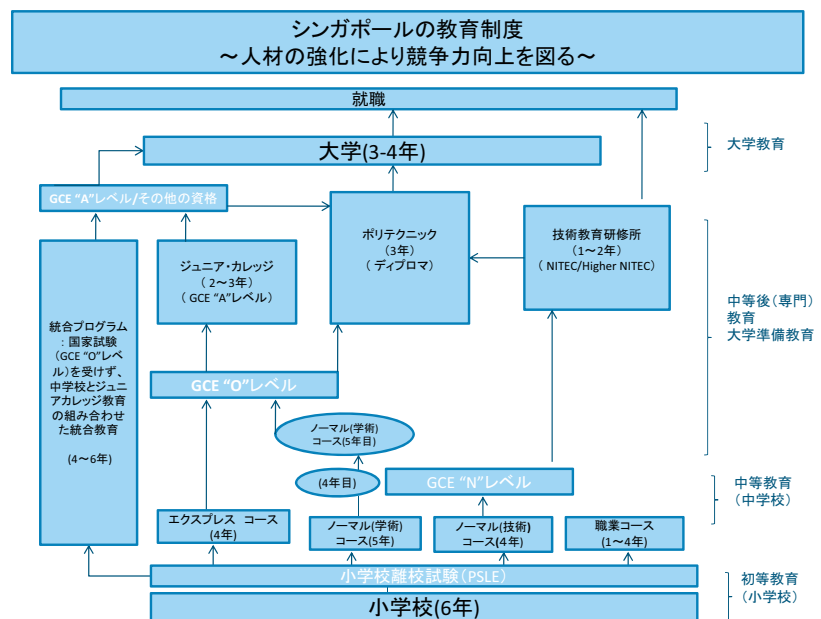 シンガポールの教育制度
～人材の強化により競争力向上を図る～
就職
大学(3-4年)
大学教育
GCE “A”レベル/その他の資格
ポリテクニック
(3年)
(ディプロマ)
技術教育研修所
(1～2年)
(NITEC/Higher NITEC)
ジュニア・カレッジ
(2～3年)
(GCE “A”レベル)
中等後(専門)
教育
大学準備教育
統合プログラム
:国家試験
(GCE “O”レベ
ル)を受けず、
中学校とジュニ
アカレッジ教育
の組み合わせ
た統合教育
(4～6年)
GCE “O”レベル
ノーマル(学術)
コース(5年目)
(4年目)
GCE “N”レベル
中等教育
(中学校)
エクスプレス コース
(4年)
ノーマル(学術)
コース(5年)
ノーマル(技術)
コース(4年)
職業コース
(1～4年)
小学校離校試験(PSLE)
初等教育
(小学校)
小学校(6年)